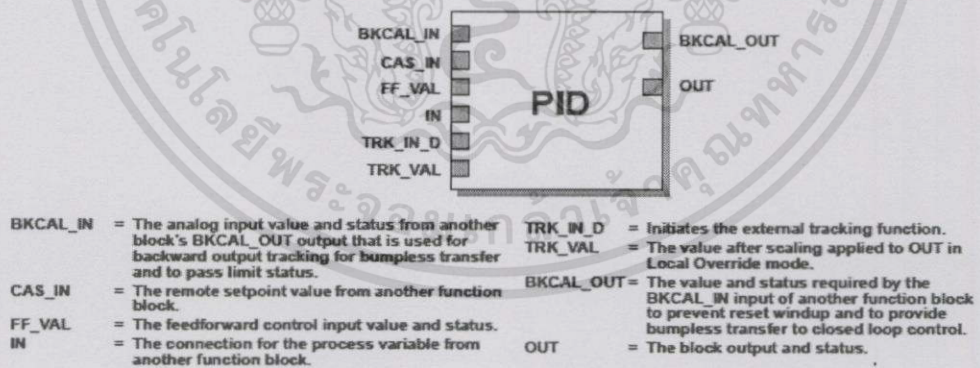 BKCAL_IN
CAS_IN
FF_VAL
IN
TRK_IN_D
TRK_VAL
PID
BKCAL_OUT
OUT
BKCAL_IN = The analog input value and status from another
block's BKCAL_OUT output that is used for
backward output tracking for bumpless transfer
and to pass limit status.
CAS_IN = The remote setpoint value from another function
block.
FF_VAL = The feedforward control input value and status.
IN = The connection for the process variable from
another function block.
TRK_IN_D = Initiates the external tracking function.
TRK_VAL = The value after scaling applied to OUT in
Local Override mode.
BKCAL_OUT = The value and status required by the
BKCAL_IN input of another function block
to prevent reset windup and to provide
bumpless transfer to closed loop control.
OUT = The block output and status.